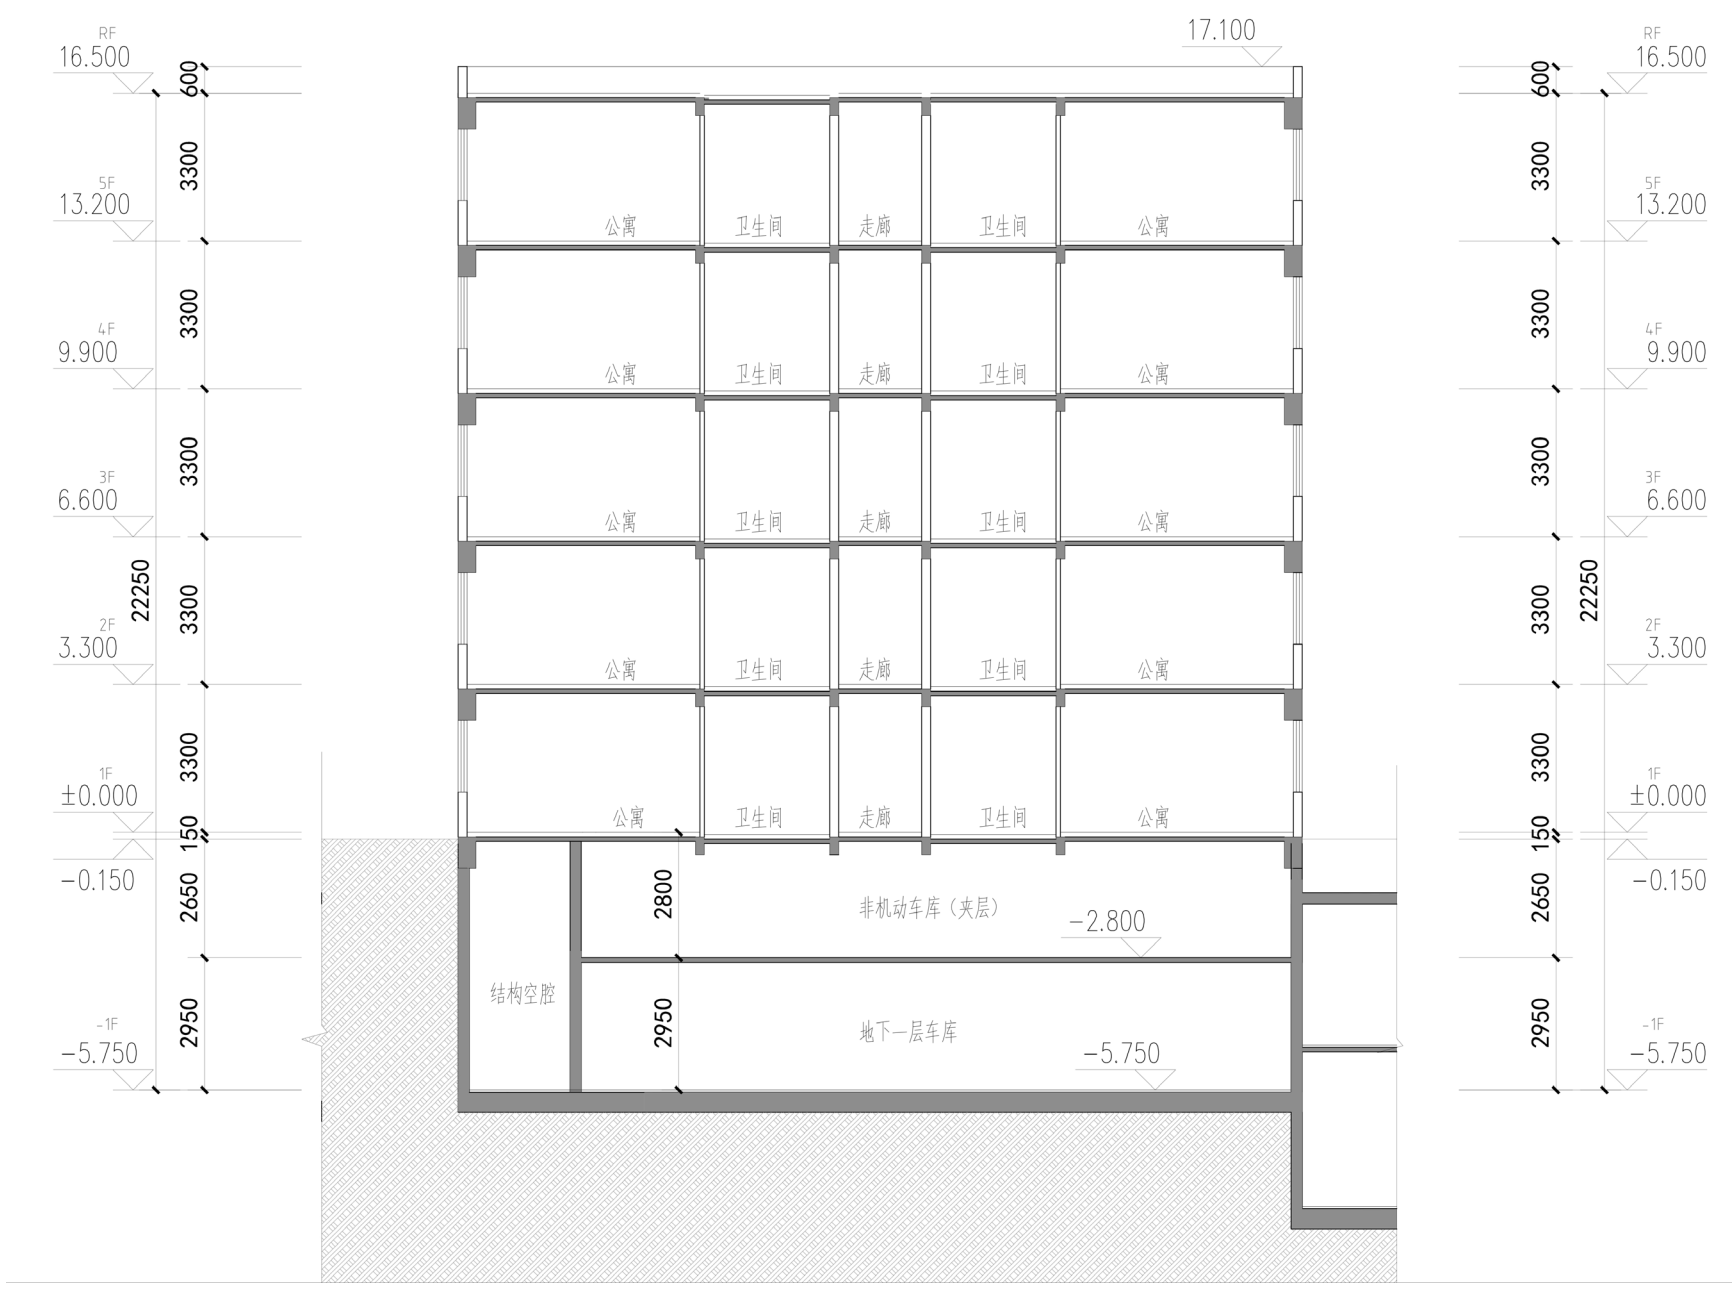 17.100
RF
16.500
600
600
RF
16.500
3300
3300
5F
13.200
公寓
卫生间
走廊
卫生间
公寓
5F
13.200
3300
3300
4F
9.900
公寓
卫生间
走廊
卫生间
公寓
4F
9.900
3300
3300
3F
6.600
公寓
卫生间
走廊
卫生间
公寓
3F
6.600
22250
3300
3300
22250
2F
3.300
公寓
卫生间
走廊
卫生间
公寓
2F
3.300
3300
3300
1F
±0.000
公寓
卫生间
走廊
卫生间
公寓
1F
±0.000
150
150
-0.150
-0.150
2650
2800
非机动车库（夹层）
-2.800
2650
结构空腔
2950
2950
地下一层车库
-5.750
2950
-1F
-5.750
-1F
-5.750